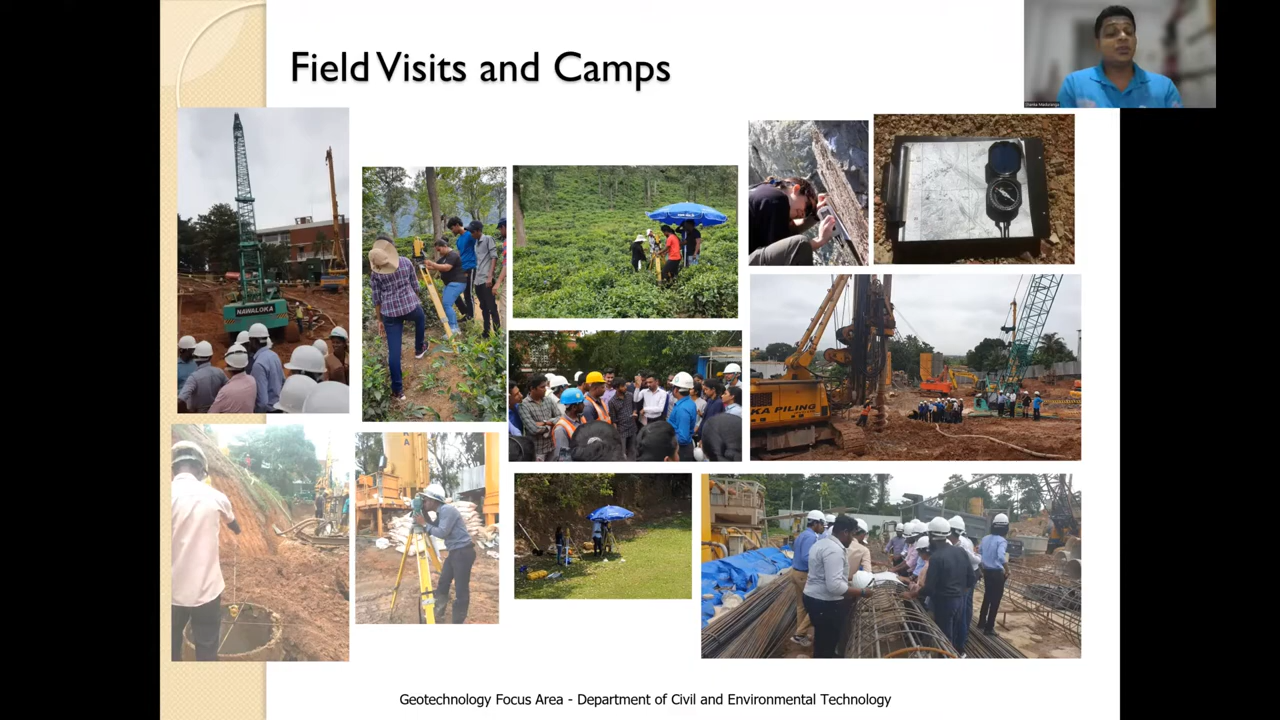 Field Visits and Camps
NAWALOKA
KA PILING
Geotechnology Focus Area - Department of Civil and Environmental Technology